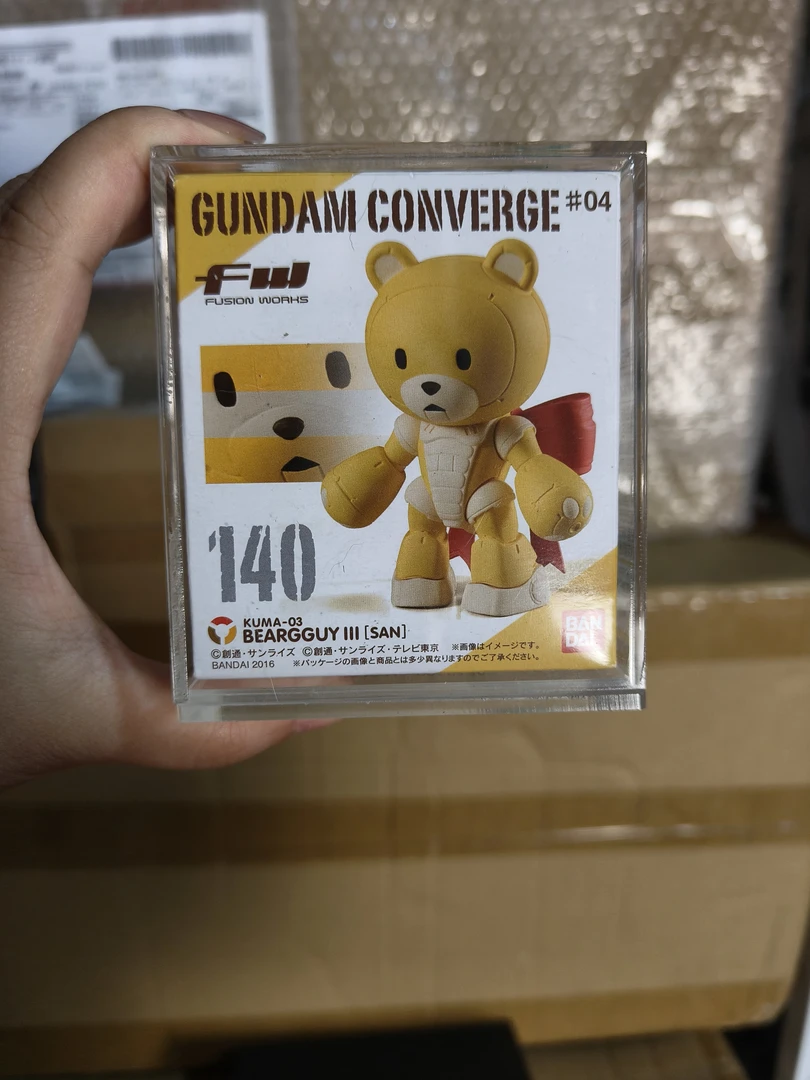 GUNDAM CONVERGE #04
FW
FUSION WORKS
140
KUMA-03
BEARGGUY III [SAN]
©創通・サンライズ ©創通・サンライズ・テレビ東京 ※画像はイメージです。
BANDAI 2016 ※パッケージの画像と商品とは多少異なりますのでご了承ください。
BAN
DAI